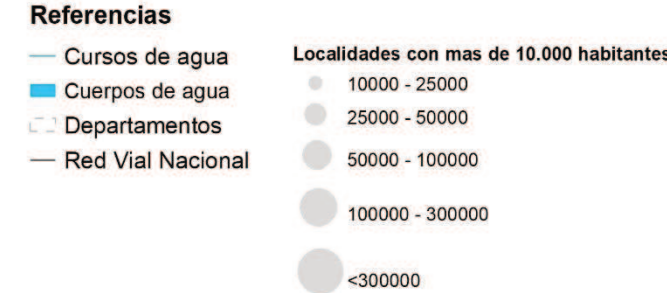 Referencias
Cursos de agua
Cuerpos de agua
Departamentos
Red Vial Nacional
Localidades con mas de 10.000 habitantes
10000 - 25000
25000 - 50000
50000 - 100000
100000 - 300000
<300000